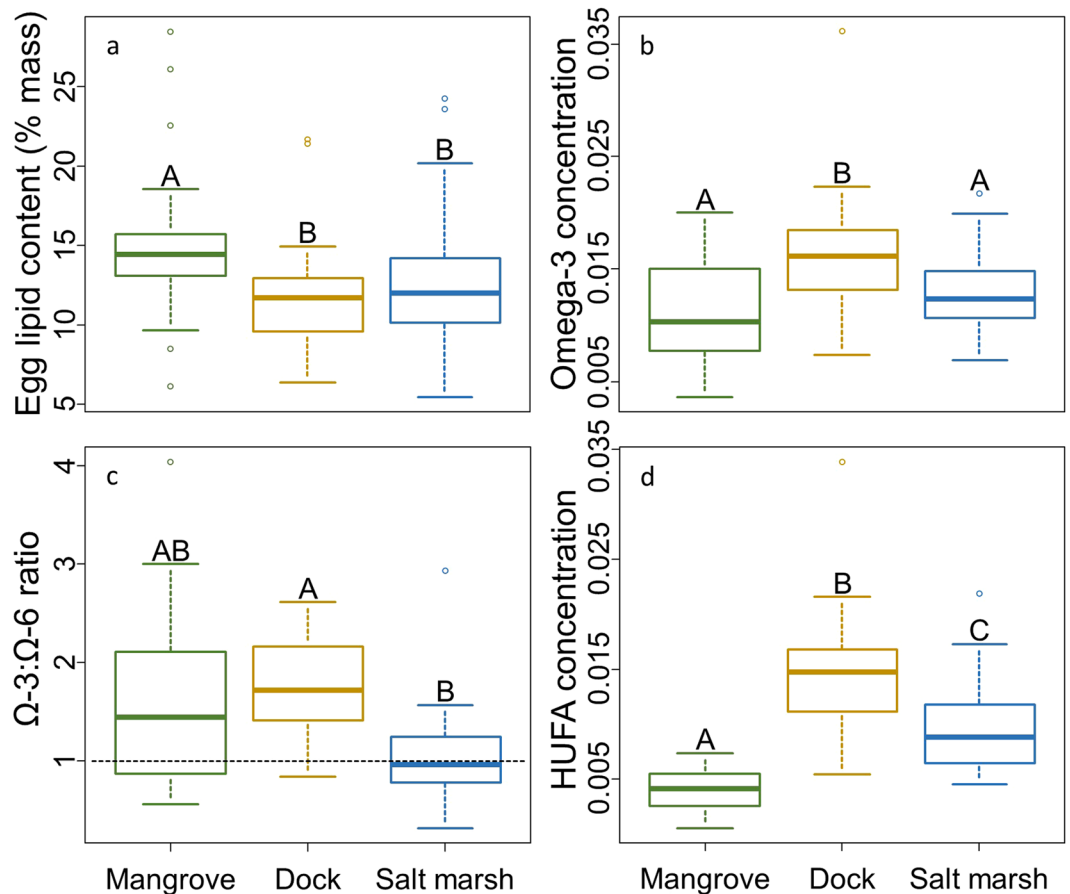 a
Egg lipid content (% mass)
25
20
15
10
5
A
B
B
b
Omega-3 concentration
0.035
0.025
0.015
0.005
A
B
A
c
Ω-3:Ω-6 ratio
4
3
2
1
AB
A
B
Mangrove Dock Salt marsh
d
HUFA concentration
0.035
0.025
0.015
0.005
A
B
C
Mangrove Dock Salt marsh